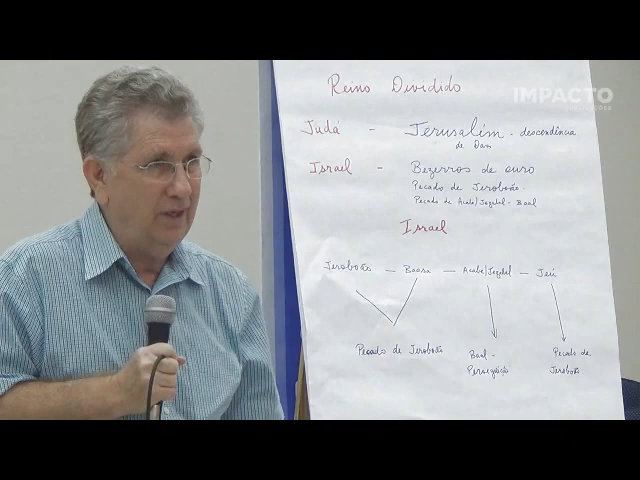 IMPACTO
PUBLICAÇÕES
Reino Dividido
Judá - Jerusalém - descendência
de Davi
Israel - Bezerros de ouro
Pecado de Jeroboão
Pecado de Acabe/Jezabel - Baal
Israel
Jeroboão - Baasa - Acabe/Jezabel - Jeú
Pecado de Jeroboão
Baal - Perseguição
Pecado de Jeroboão